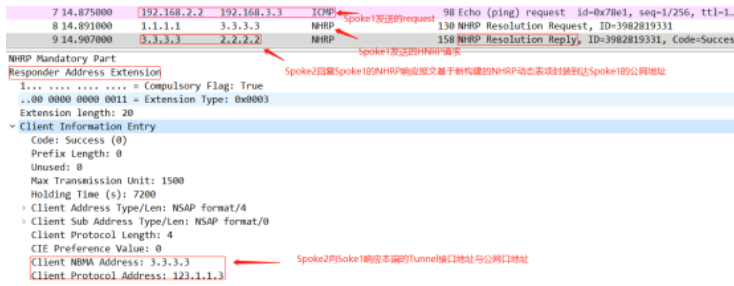 7 14.875000 192.168.2.2 192.168.3.3 ICMP 98 Echo (ping) request id=0x78e1, seq=1/256, ttl=1…
Spoke1发送的request
8 14.891000 1.1.1.1 3.3.3.3 NHRP 130 NHRP Resolution Request, ID=3982819331
9 14.907000 3.3.3.3 2.2.2.2 NHRP 158 NHRP Resolution Reply, ID=3982819331, Code=Succes
Spoke1发送的HNRP请求
NHRP Mandatory Part
Spoke2回复Spoke1的NHRP响应报文基于新构建的NHRP动态表项封装到达Spoke1的公网地址
Responder Address Extension
1... .... .... .... = Compulsory Flag: True
..00 0000 0000 0011 = Extension Type: 0x0003
Extension length: 20
Client Information Entry
Code: Success (0)
Prefix Length: 0
Unused: 0
Max Transmission Unit: 1500
Holding Time (s): 7200
Client Address Type/Len: NSAP format/4
Client Sub Address Type/Len: NSAP format/0
Client Protocol Length: 4
CIE Preference Value: 0
Client NBMA Address: 3.3.3.3
Spoke2向Soke1响应本端的Tunnel接口地址与公网口地址
Client Protocol Address: 123.1.1.3